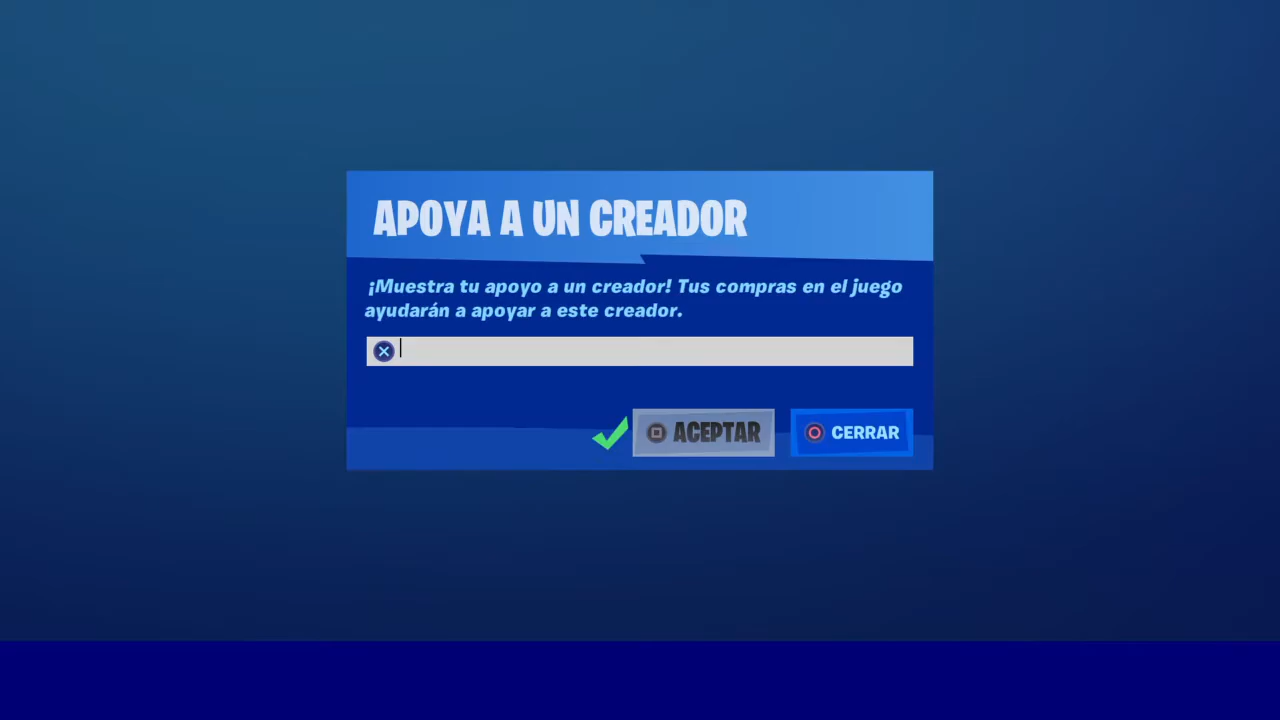 APOYA A UN CREADOR
¡Muestra tu apoyo a un creador! Tus compras en el juego
ayudarán a apoyar a este creador.
ACEPTAR
CERRAR